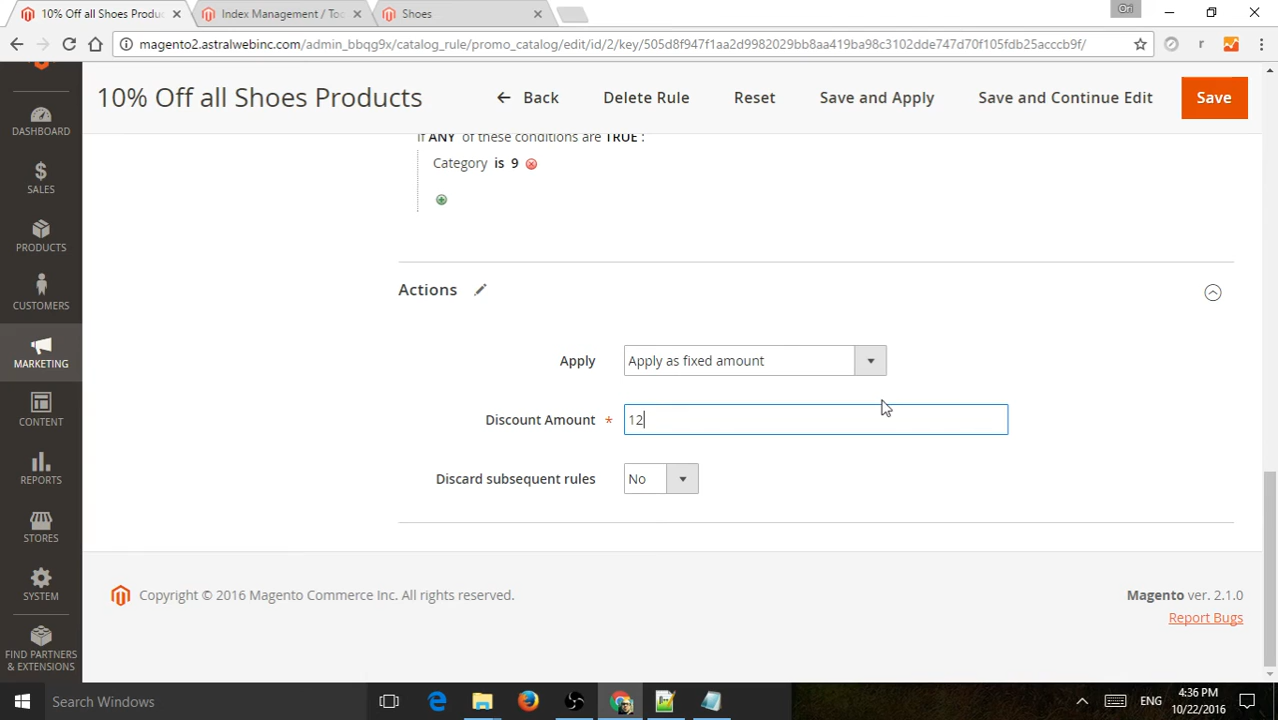 10% Off all Shoes Produc
Index Management / Too
Shoes
Ori
magento2.astralwebinc.com/admin_bbqg9x/catalog_rule/promo_catalog/edit/id/2/key/505d8f947f1aa2d9982029bb8aa419ba98c3102dde747d70f105fdb25acccb9f/
10% Off all Shoes Products
Back
Delete Rule
Reset
Save and Apply
Save and Continue Edit
Save
DASHBOARD
SALES
PRODUCTS
CUSTOMERS
MARKETING
CONTENT
REPORTS
STORES
SYSTEM
FIND PARTNERS
& EXTENSIONS
If ANY of these conditions are TRUE :
Category is 9
Actions
Apply
Apply as fixed amount
Discount Amount *
12
Discard subsequent rules
No
Copyright © 2016 Magento Commerce Inc. All rights reserved.
Magento ver. 2.1.0
Report Bugs
Search Windows
ENG
4:36 PM
10/22/2016